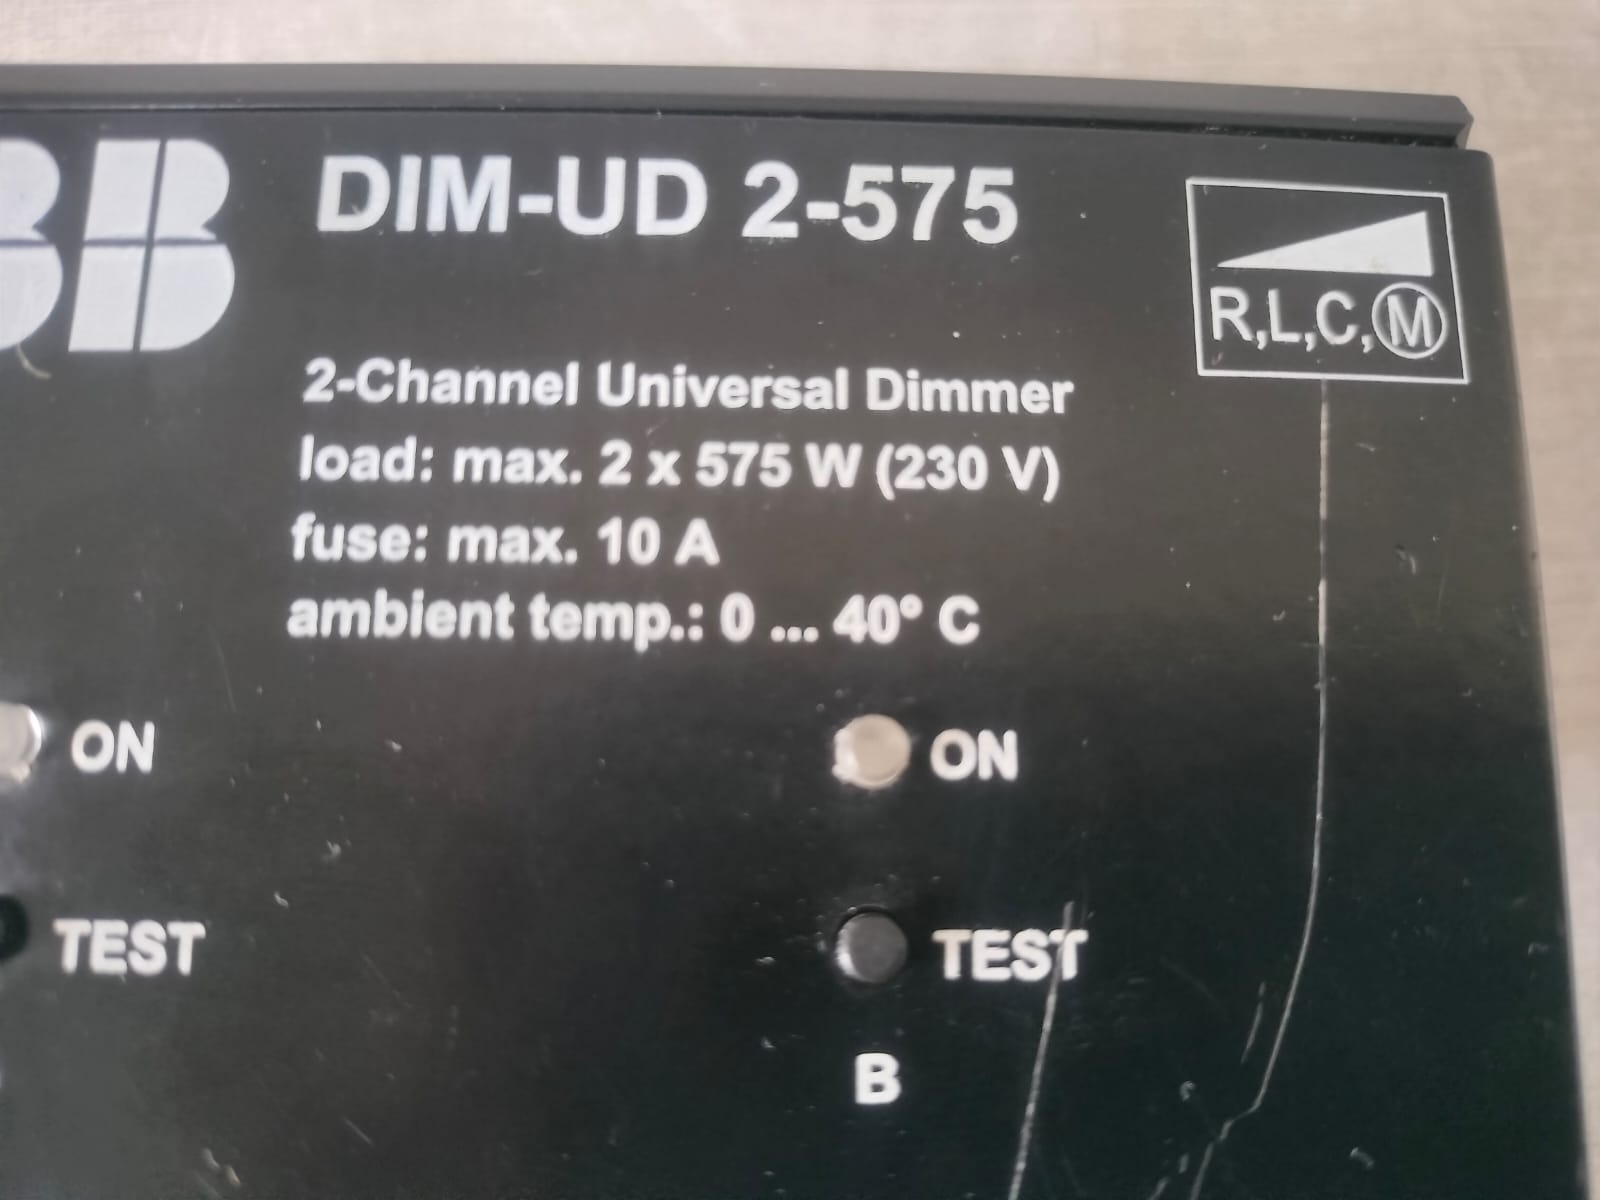 BB
DIM-UD 2-575
R,L,C,M
2-Channel Universal Dimmer
load: max. 2 x 575 W (230 V)
fuse: max. 10 A
ambient temp.: 0 ... 40° C
ON
ON
TEST
TEST
B